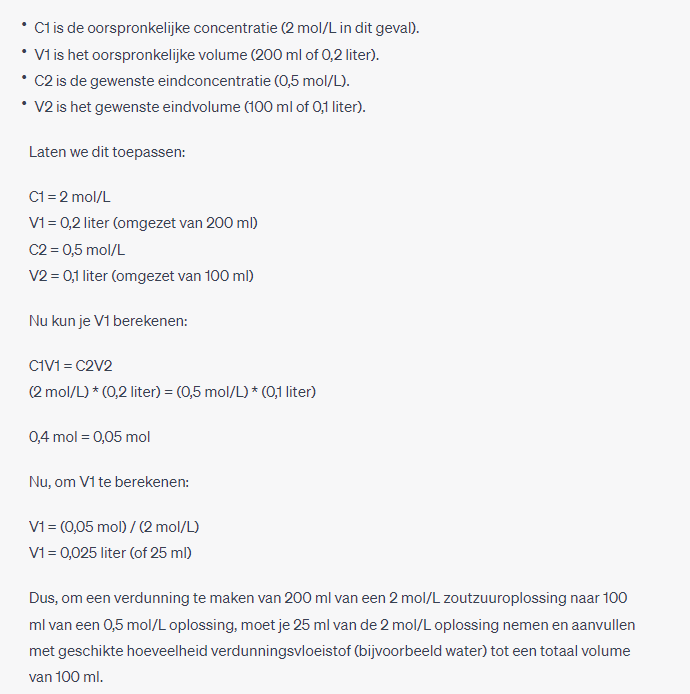 • C1 is de oorspronkelijke concentratie (2 mol/L in dit geval).
• V1 is het oorspronkelijke volume (200 ml of 0,2 liter).
• C2 is de gewenste eindconcentratie (0,5 mol/L).
• V2 is het gewenste eindvolume (100 ml of 0,1 liter).
Laten we dit toepassen:
C1 = 2 mol/L
V1 = 0,2 liter (omgezet van 200 ml)
C2 = 0,5 mol/L
V2 = 0,1 liter (omgezet van 100 ml)
Nu kun je V1 berekenen:
C1V1 = C2V2
(2 mol/L) * (0,2 liter) = (0,5 mol/L) * (0,1 liter)
0,4 mol = 0,05 mol
Nu, om V1 te berekenen:
V1 = (0,05 mol) / (2 mol/L)
V1 = 0,025 liter (of 25 ml)
Dus, om een verdunning te maken van 200 ml van een 2 mol/L zoutzuuroplossing naar 100
ml van een 0,5 mol/L oplossing, moet je 25 ml van de 2 mol/L oplossing nemen en aanvullen
met geschikte hoeveelheid verdunningsvloeistof (bijvoorbeeld water) tot een totaal volume
van 100 ml.